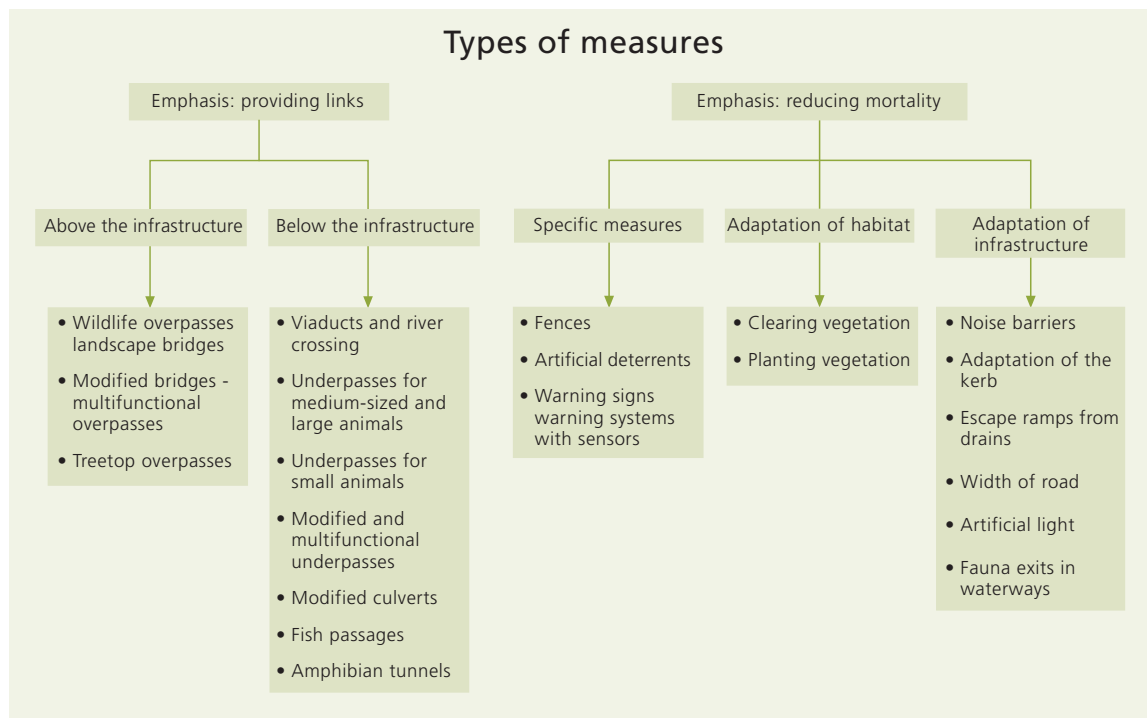 Types of measures
Emphasis: providing links
Emphasis: reducing mortality
Above the infrastructure
Below the infrastructure
Specific measures
Adaptation of habitat
Adaptation of
infrastructure
• Wildlife overpasses
landscape bridges
• Modified bridges -
multifunctional
overpasses
• Treetop overpasses
• Viaducts and river
crossing
• Underpasses for
medium-sized and
large animals
• Underpasses for
small animals
• Modified and
multifunctional
underpasses
• Modified culverts
• Fish passages
• Amphibian tunnels
• Fences
• Artificial deterrents
• Warning signs
warning systems
with sensors
• Clearing vegetation
• Planting vegetation
• Noise barriers
• Adaptation of the
kerb
• Escape ramps from
drains
• Width of road
• Artificial light
• Fauna exits in
waterways